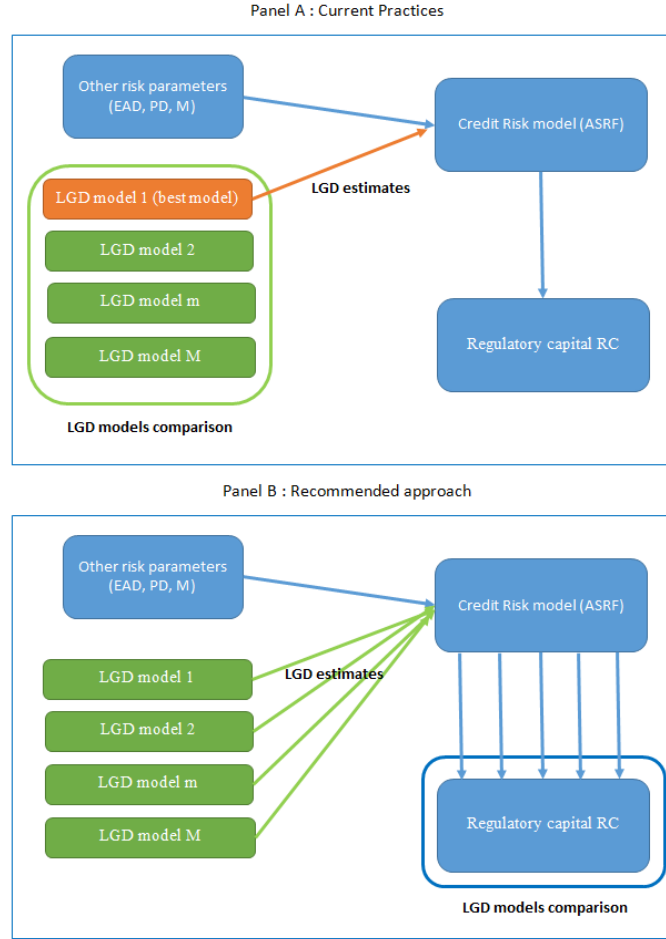 Panel A : Current Practices
Other risk parameters
(EAD, PD, M)
Credit Risk model (ASRF)
LGD model 1 (best model)
LGD estimates
LGD model 2
LGD model m
LGD model M
Regulatory capital RC
LGD models comparison
Panel B : Recommended approach
Other risk parameters
(EAD, PD, M)
Credit Risk model (ASRF)
LGD estimates
LGD model 1
LGD model 2
LGD model m
LGD model M
Regulatory capital RC
LGD models comparison